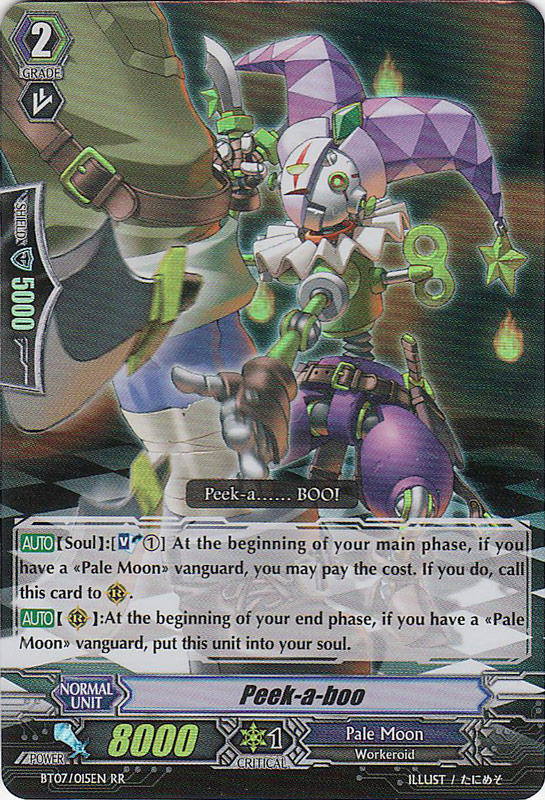 2
GRADE
SHIELD
5000
Peek-a...... BOO!
AUTO【Soul】:[V①] At the beginning of your main phase, if you
have a «Pale Moon» vanguard, you may pay the cost. If you do, call
this card to R.
AUTO【R】:At the beginning of your end phase, if you have a «Pale
Moon» vanguard, put this unit into your soul.
NORMAL
UNIT
Peek-a-boo
POWER
8000
1
CRITICAL
Pale Moon
Workeroid
BT07/015EN RR
ILLUST / たにめそ